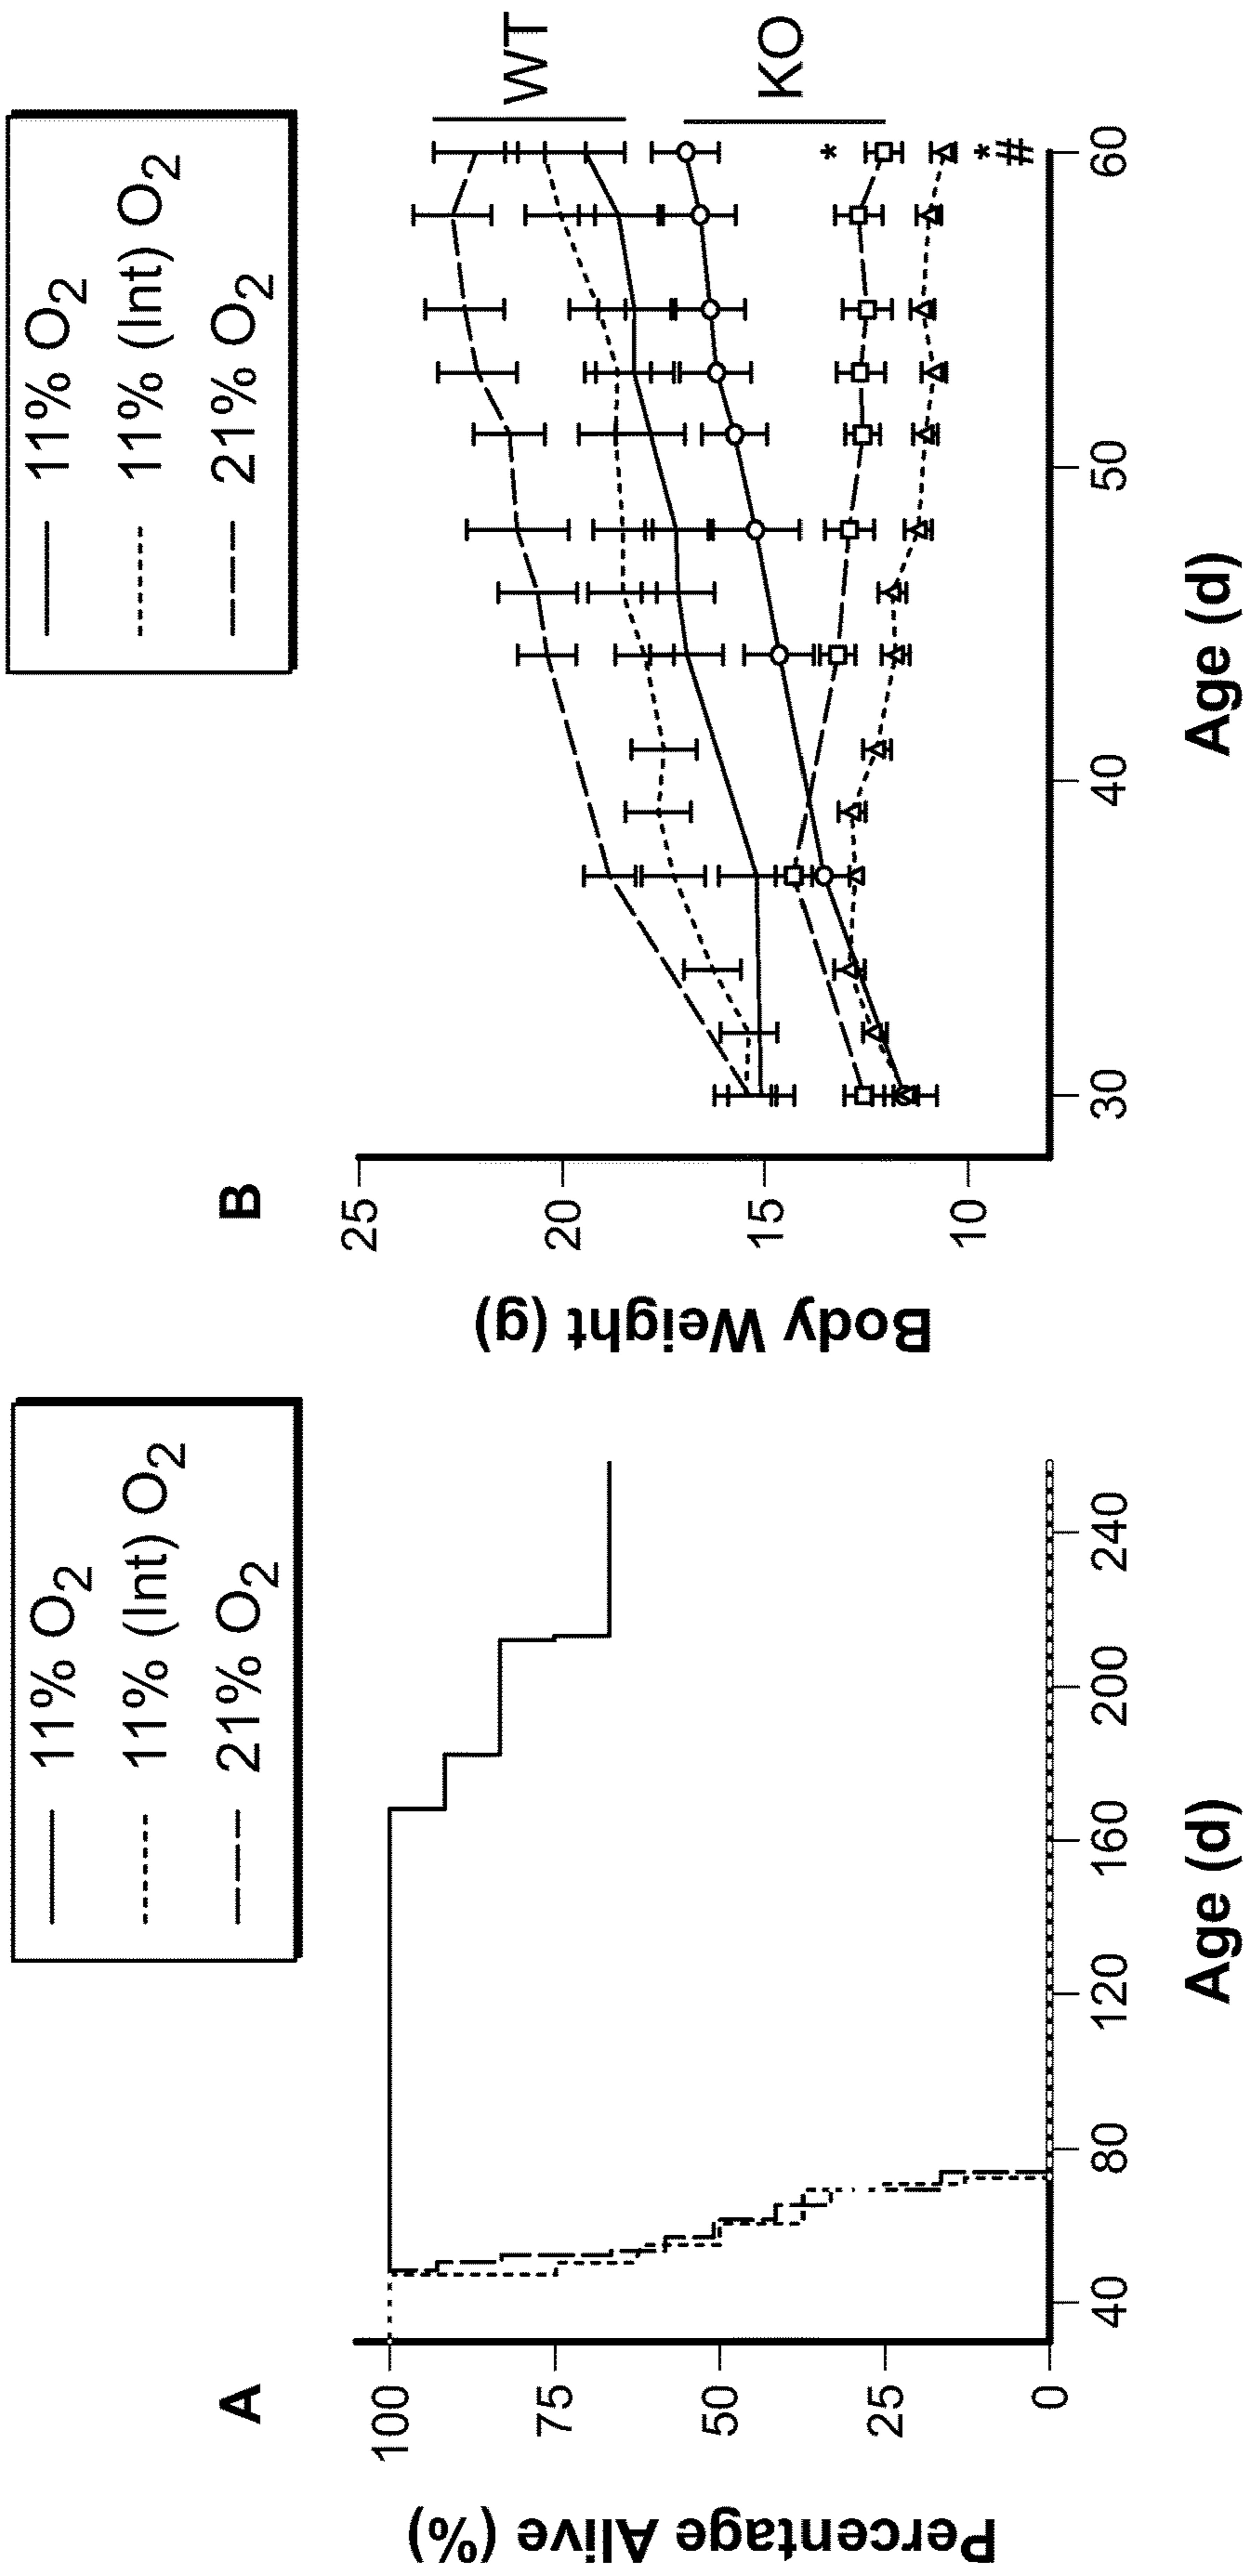 A
11% O2
11% (Int) O2
21% O2
Percentage Alive (%)
100
75
50
25
0
40
80
120
160
200
240
Age (d)
B
11% O2
11% (Int) O2
21% O2
Body Weight (g)
25
20
15
10
30
40
50
60
Age (d)
WT
KO
*
*
#